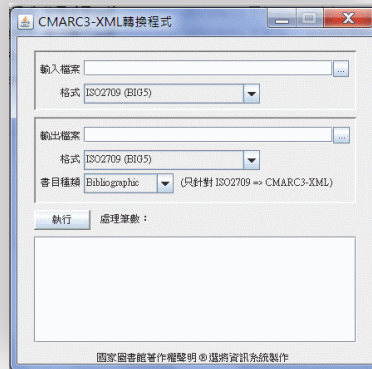 CMARC3-XML轉換程式
輸入檔案
...
格式 ISO2709 (BIG5)
輸出檔案
...
格式 ISO2709 (BIG5)
書目種類 Bibliographic (只針對 ISO2709 => CMARC3-XML)
執行 處理筆數：
國家圖書館著作權聲明 ® 選將資訊系統製作